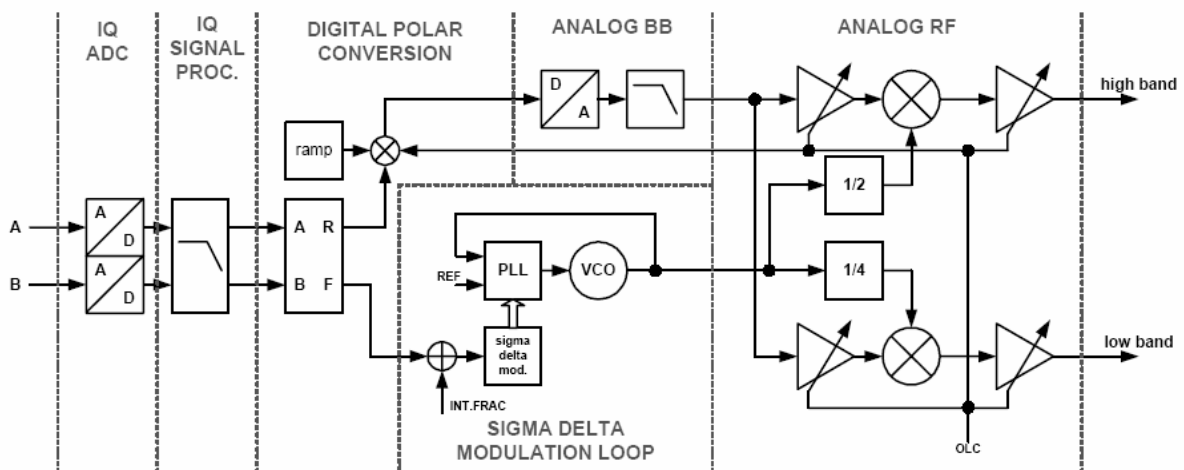 IQ
ADC
IQ
SIGNAL
PROC.
DIGITAL POLAR
CONVERSION
ANALOG BB
ANALOG RF
D
A
high band
ramp
1/2
A
A
D
A R
PLL
VCO
1/4
REF
B
A
D
B F
sigma
delta
mod.
low band
INT.FRAC
SIGMA DELTA
MODULATION LOOP
OLC